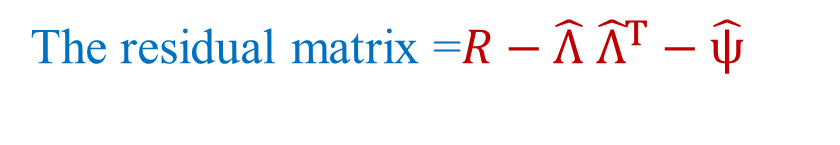 The residual matrix =R − Λ̂ Λ̂ᵀ − ψ̂